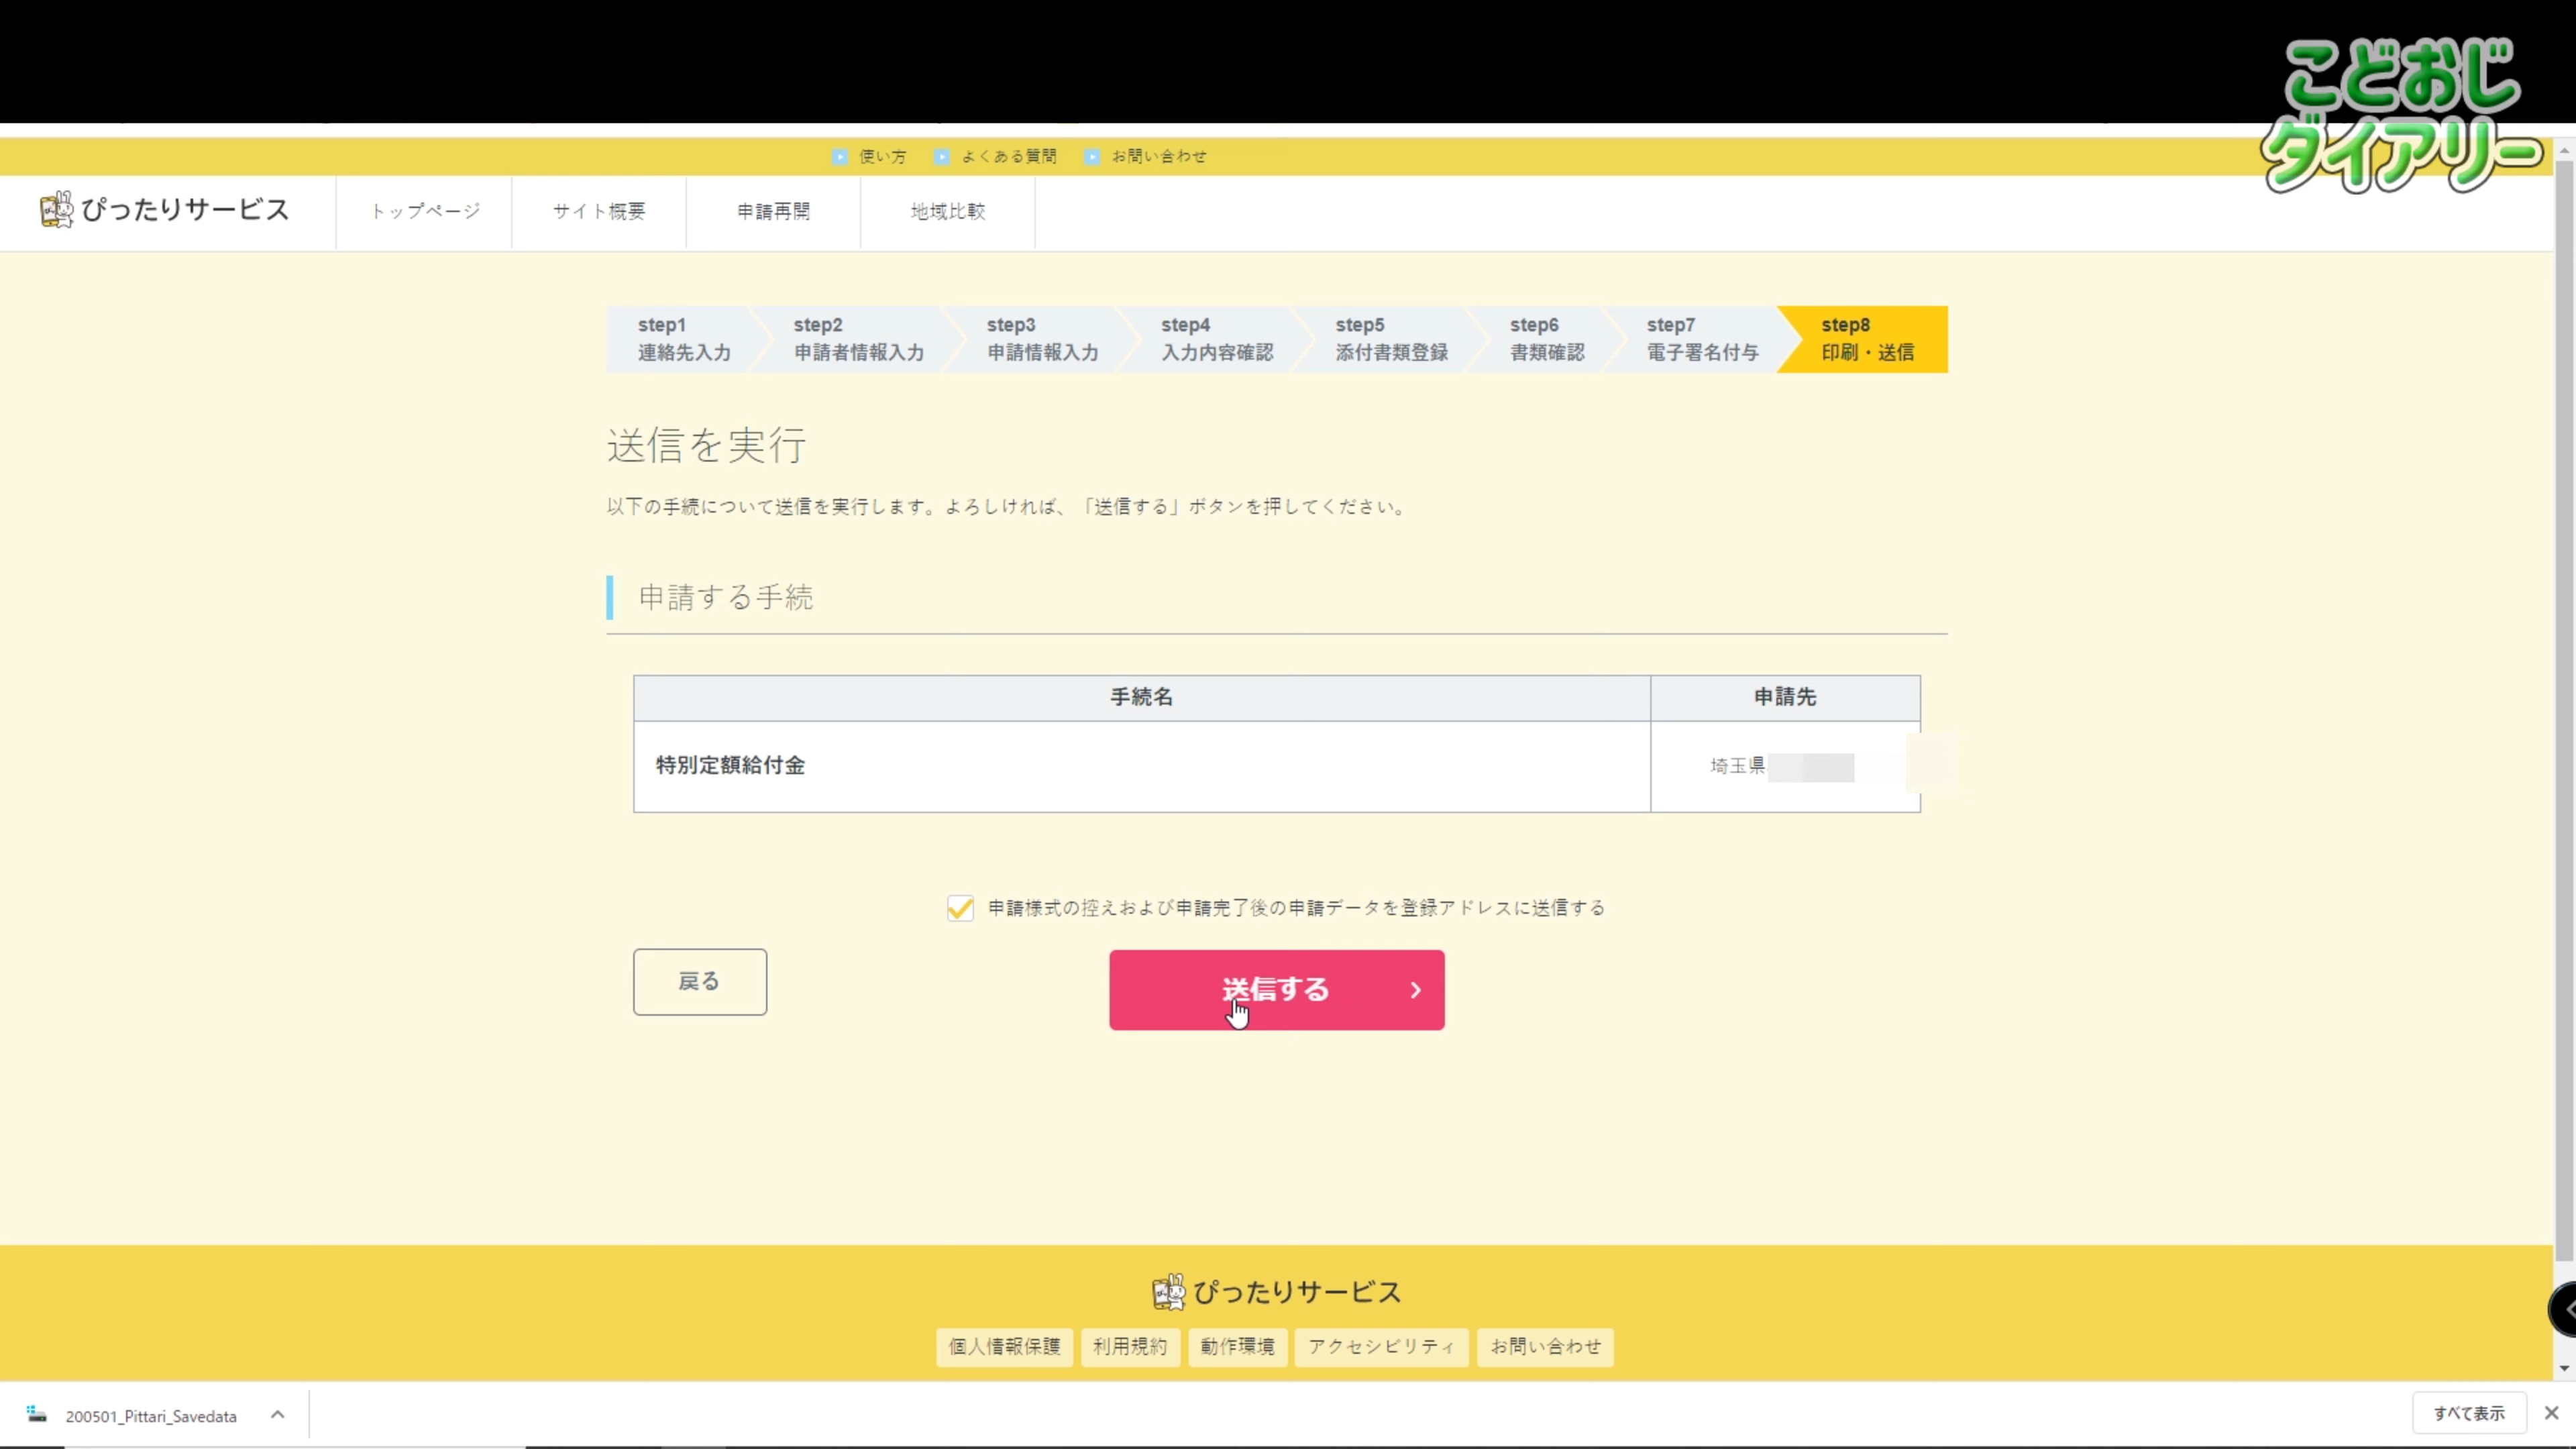 こどおじ
ダイアリー
使い方 よくある質問 お問い合わせ
ぴったりサービス トップページ サイト概要 申請再開 地域比較
step1 step2 step3 step4 step5 step6 step7 step8
連絡先入力 申請者情報入力 申請情報入力 入力内容確認 添付書類登録 書類確認 電子署名付与 印刷・送信
送信を実行
以下の手続について送信を実行します。よろしければ、「送信する」ボタンを押してください。
申請する手続
手続名 申請先
特別定額給付金 埼玉県
申請様式の控えおよび申請完了後の申請データを登録アドレスに送信する
戻る 送信する
ぴったりサービス
個人情報保護 利用規約 動作環境 アクセシビリティ お問い合わせ
200501_Pittari_Savedata すべて表示